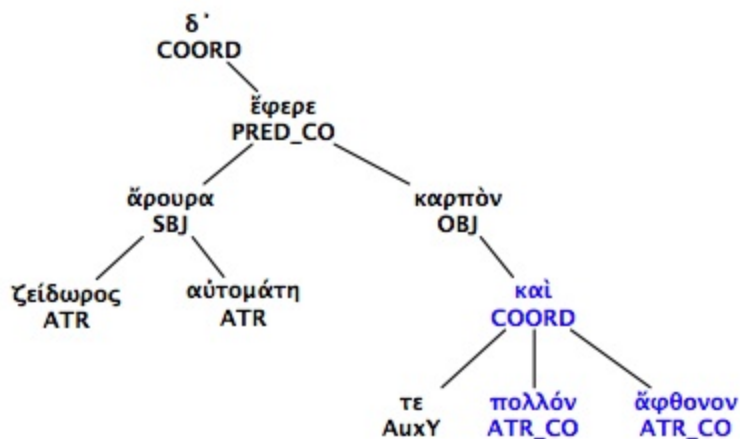 δ᾽
COORD
ἔφερε
PRED_CO
ἄρουρα
SBJ
καρπὸν
OBJ
ζείδωρος
ATR
αὐτομάτη
ATR
καὶ
COORD
τε
AuxY
πολλόν
ATR_CO
ἄφθονον
ATR_CO